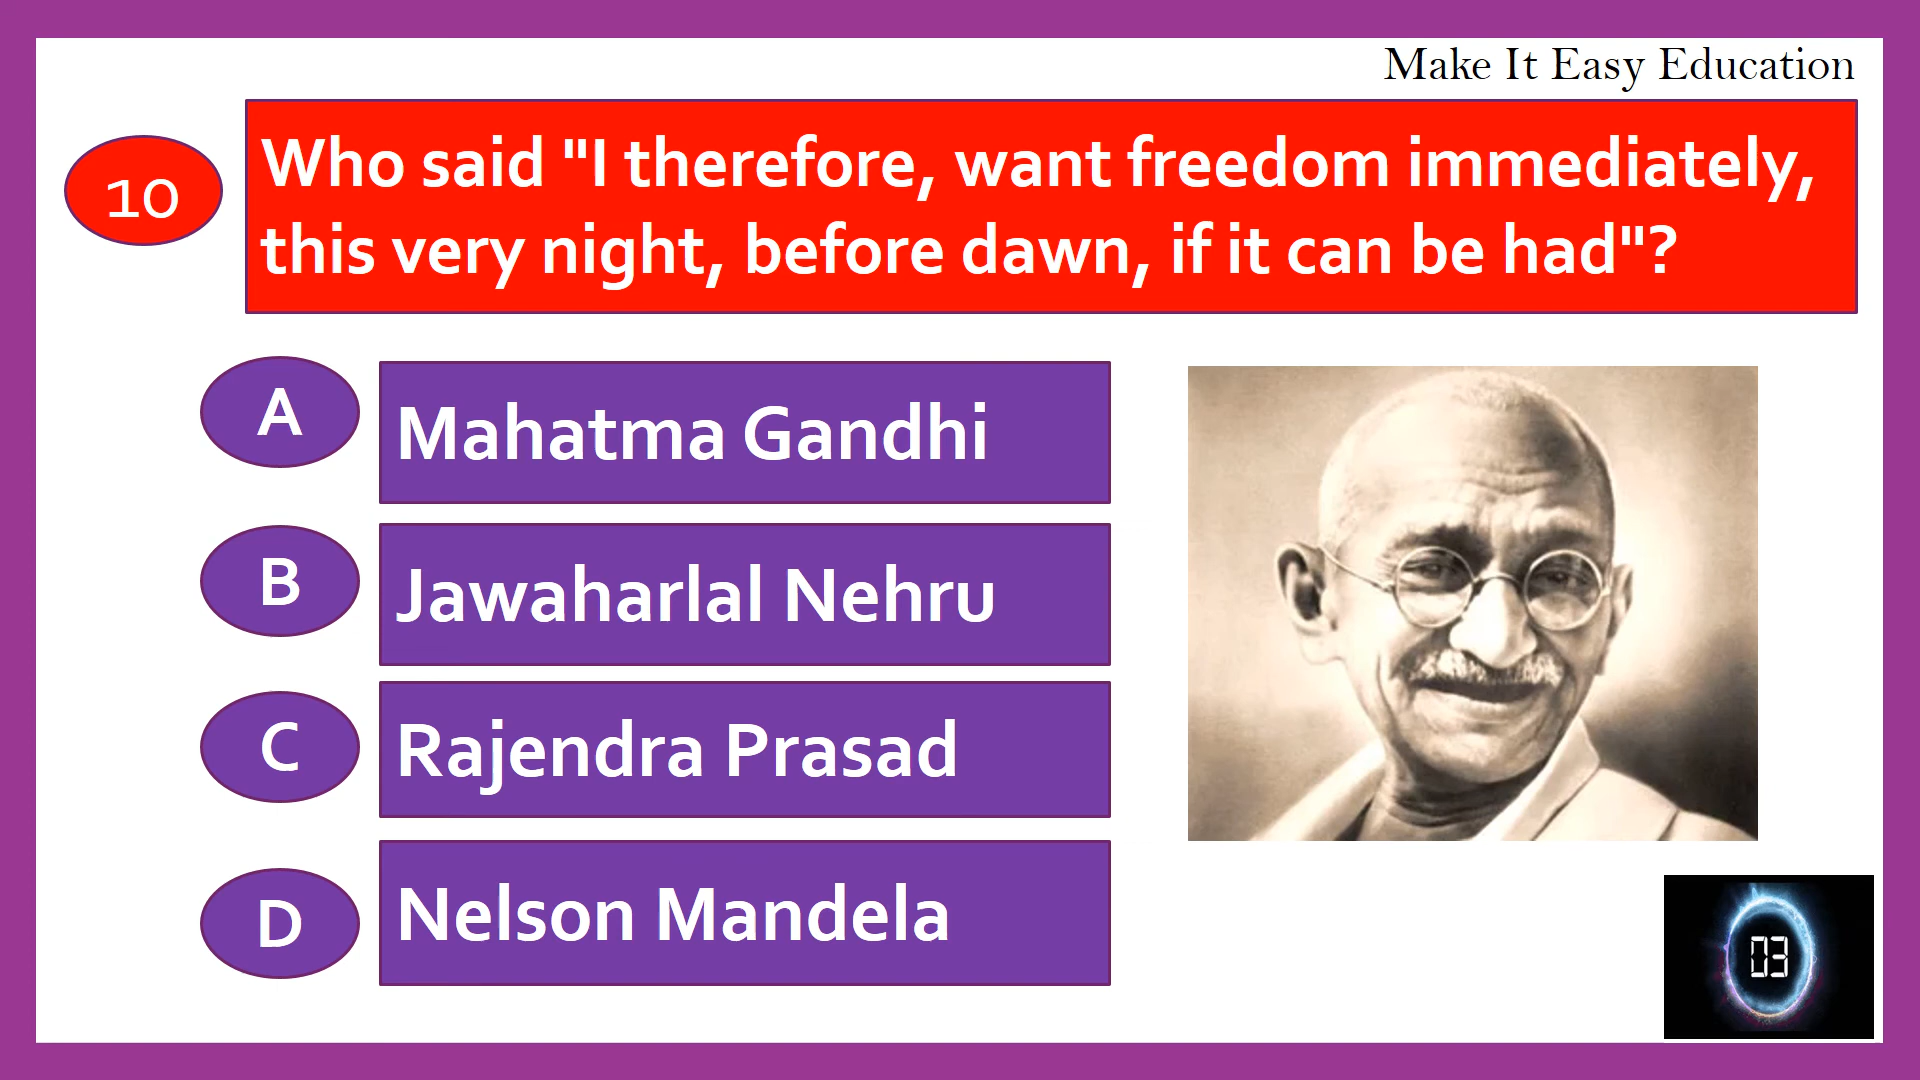 Make It Easy Education
10
Who said "I therefore, want freedom immediately,
this very night, before dawn, if it can be had"?
A
Mahatma Gandhi
B
Jawaharlal Nehru
C
Rajendra Prasad
D
Nelson Mandela
03